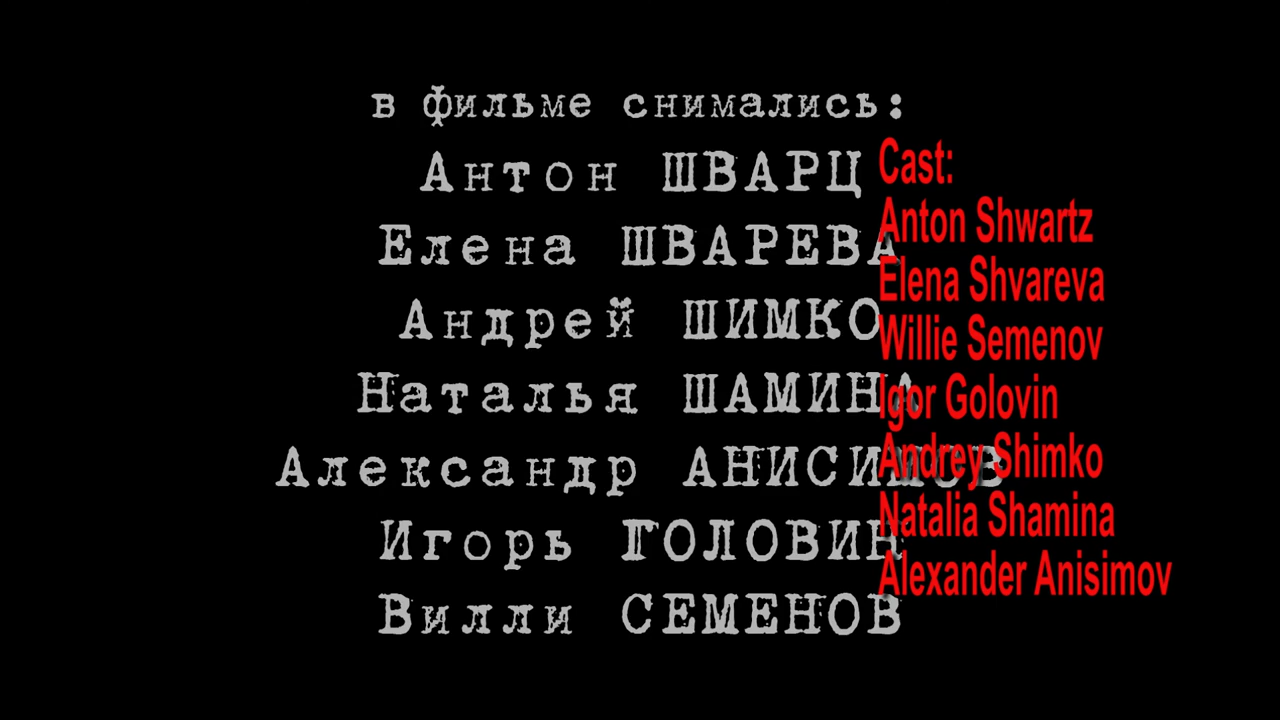 в фильме снимались:
Антон ШВАРЦ
Елена ШВАРЕВА
Андрей ШИМКО
Наталья ШАМИНА
Александр АНИСИМОВ
Игорь ГОЛОВИН
Вилли СЕМЕНОВ
Cast:
Anton Shwartz
Elena Shvareva
Willie Semenov
Igor Golovin
Andrey Shimko
Natalia Shamina
Alexander Anisimov